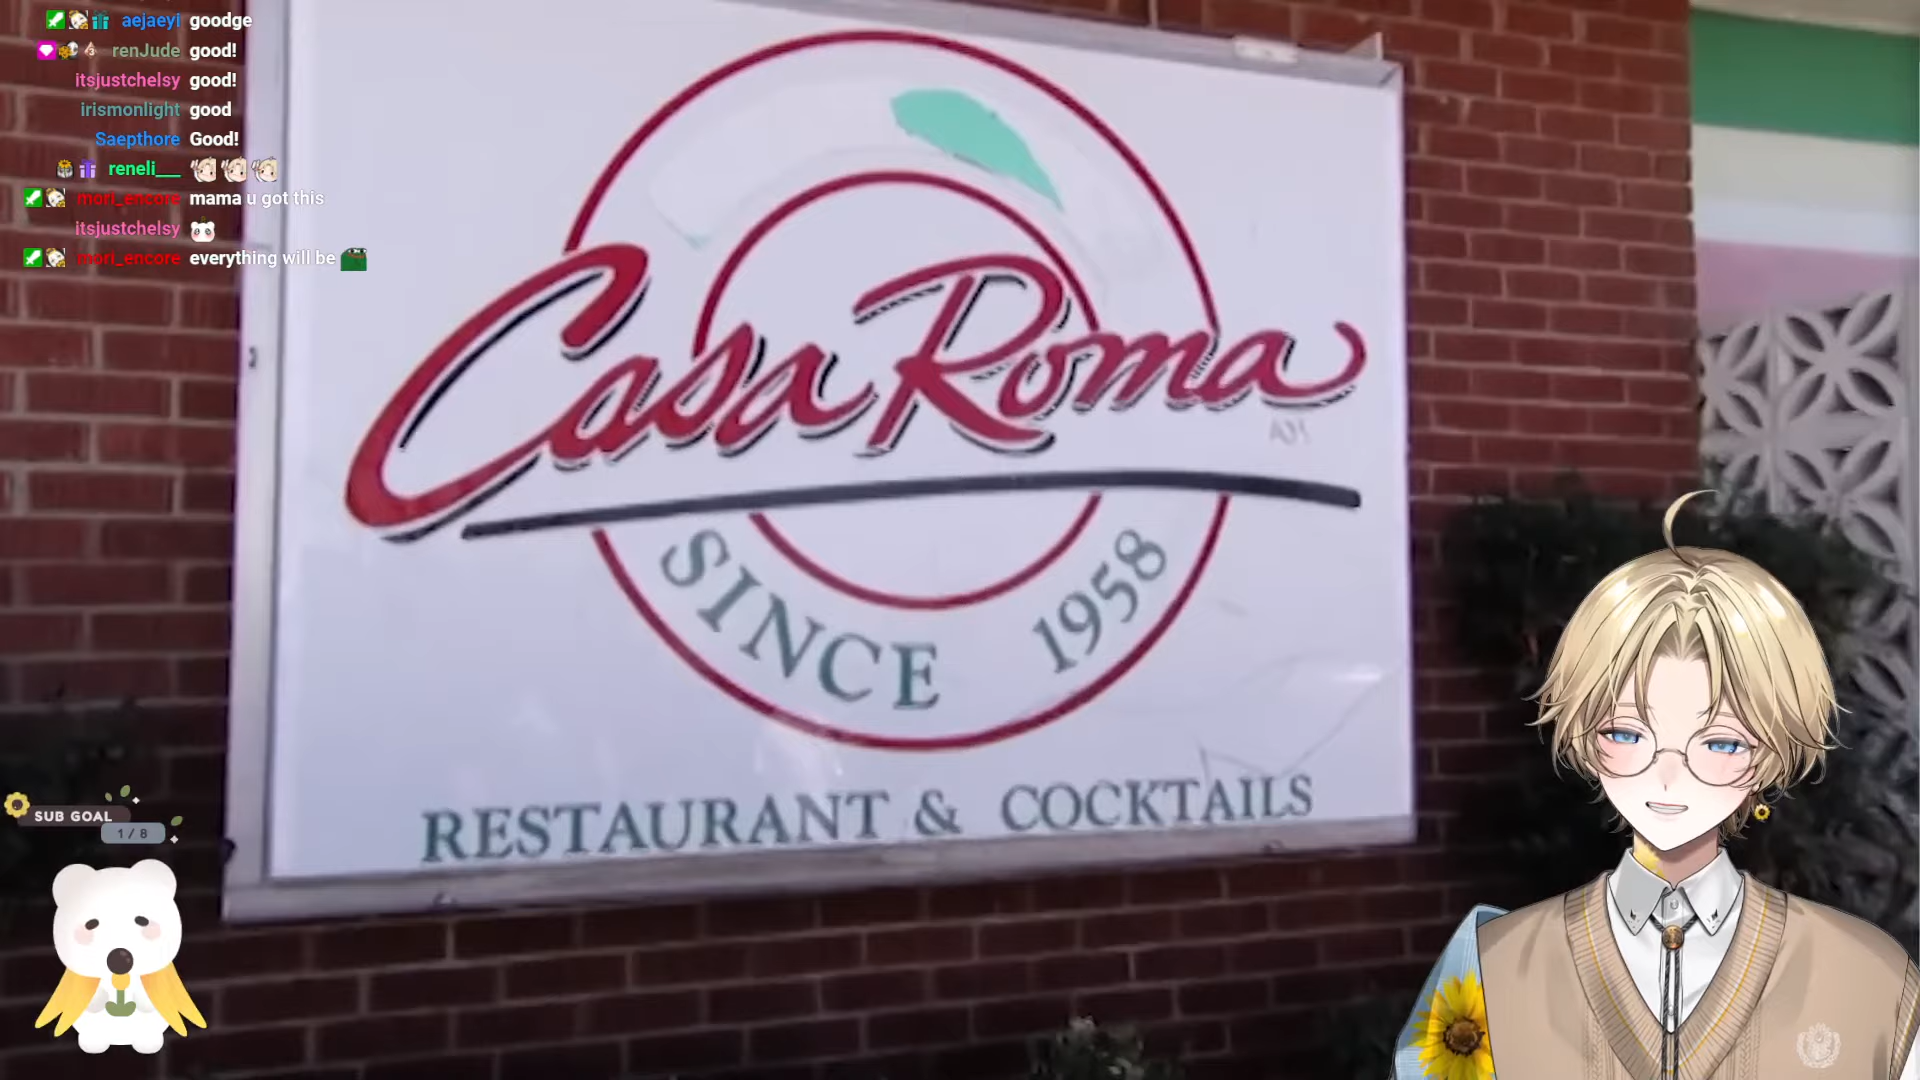 aejaeyi goodge
renJude good!
itsjustchelsy good!
irismonlight good
Saepthore Good!
reneli___
mori_encore mama u got this
itsjustchelsy
mori_encore everything will be
Casa Roma
SINCE 1958
RESTAURANT & COCKTAILS
SUB GOAL
1 / 8